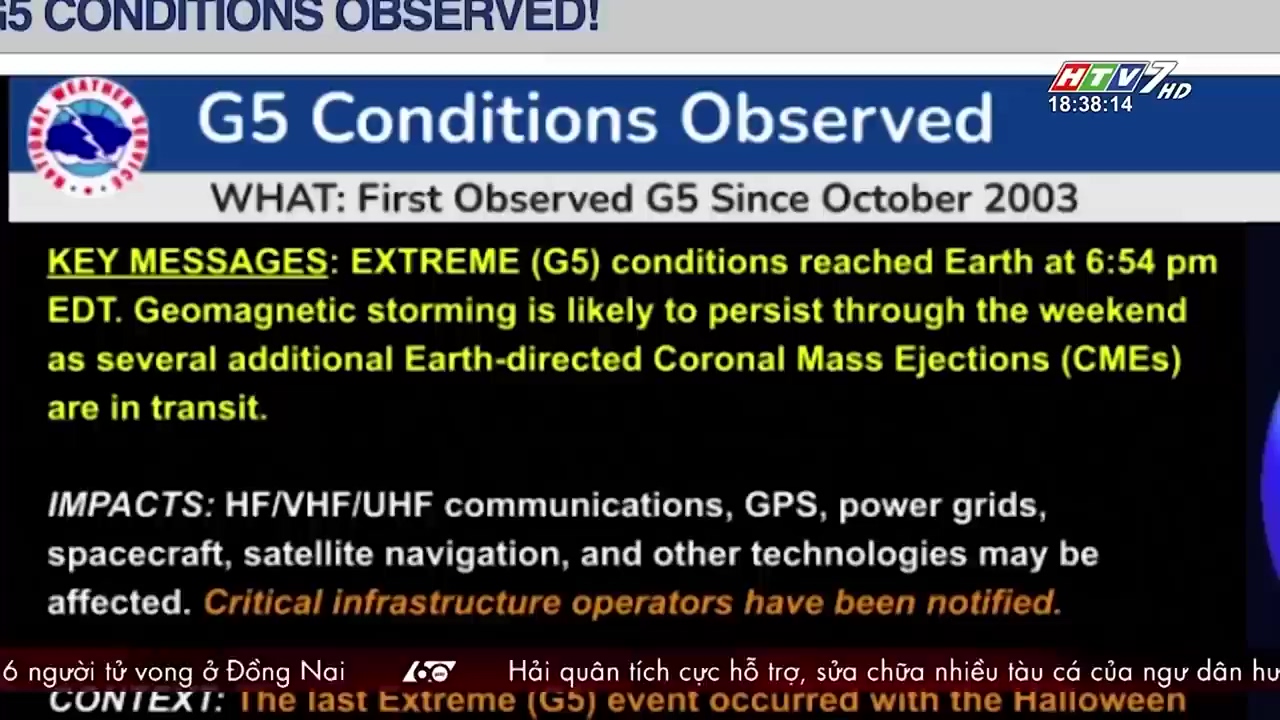 G5 CONDITIONS OBSERVED!
HTV7 HD
18:38:14
NATIONAL WEATHER SERVICE
G5 Conditions Observed
WHAT: First Observed G5 Since October 2003
KEY MESSAGES: EXTREME (G5) conditions reached Earth at 6:54 pm
EDT. Geomagnetic storming is likely to persist through the weekend
as several additional Earth-directed Coronal Mass Ejections (CMEs)
are in transit.
IMPACTS: HF/VHF/UHF communications, GPS, power grids,
spacecraft, satellite navigation, and other technologies may be
affected. Critical infrastructure operators have been notified.
6 người tử vong ở Đồng Nai 60 Hải quân tích cực hỗ trợ, sửa chữa nhiều tàu cá của ngư dân hư
CONTEXT: The last Extreme (G5) event occurred with the Halloween